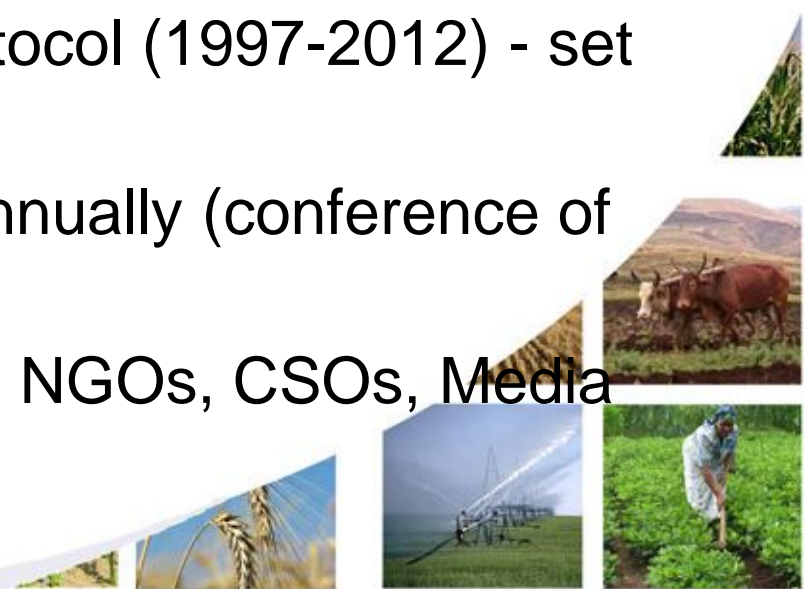 tocol (1997-2012) - set
nnually (conference of
NGOs, CSOs, Media